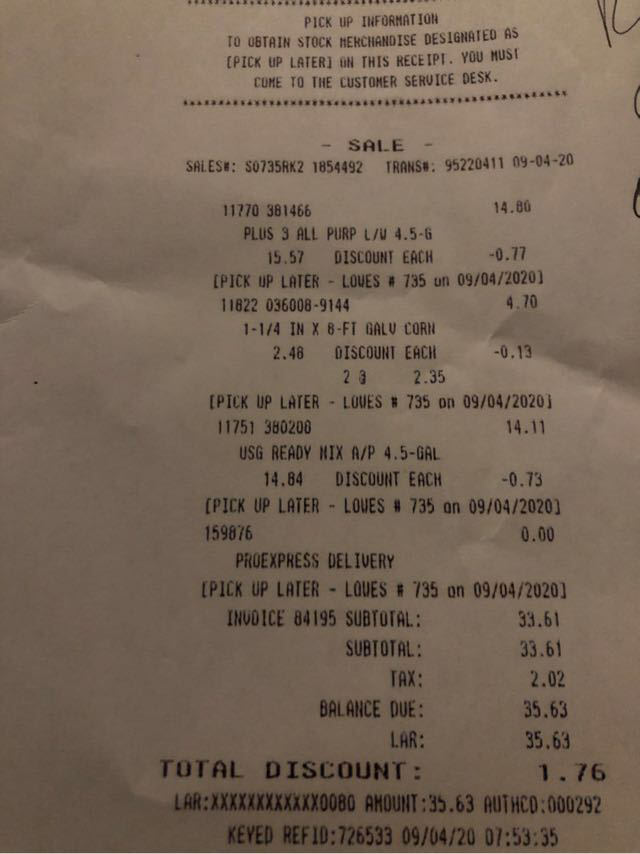 PICK UP INFORMATION
TO OBTAIN STOCK MERCHANDISE DESIGNATED AS
[PICK UP LATER] ON THIS RECEIPT. YOU MUST
COME TO THE CUSTOMER SERVICE DESK.
- SALE -
SALES#: S0735RK2 1854492 TRANS#: 95220411 09-04-20
11770 381466 14.80
PLUS 3 ALL PURP L/W 4.5-G
15.57 DISCOUNT EACH -0.77
[PICK UP LATER - LOWES # 735 on 09/04/2020]
11822 036008-9144 4.70
1-1/4 IN X 8-FT GALV CORN
2.48 DISCOUNT EACH -0.13
2 @ 2.35
[PICK UP LATER - LOWES # 735 on 09/04/2020]
11751 380208 14.11
USG READY MIX A/P 4.5-GAL
14.84 DISCOUNT EACH -0.73
[PICK UP LATER - LOWES # 735 on 09/04/2020]
159876 0.00
PROEXPRESS DELIVERY
[PICK UP LATER - LOWES # 735 on 09/04/2020]
INVOICE 84195 SUBTOTAL: 33.61
SUBTOTAL: 33.61
TAX: 2.02
BALANCE DUE: 35.63
LAR: 35.63
TOTAL DISCOUNT: 1.76
LAR:XXXXXXXXXXXX0080 AMOUNT:35.63 AUTHCD:000292
KEYED REFID:726533 09/04/20 07:53:35